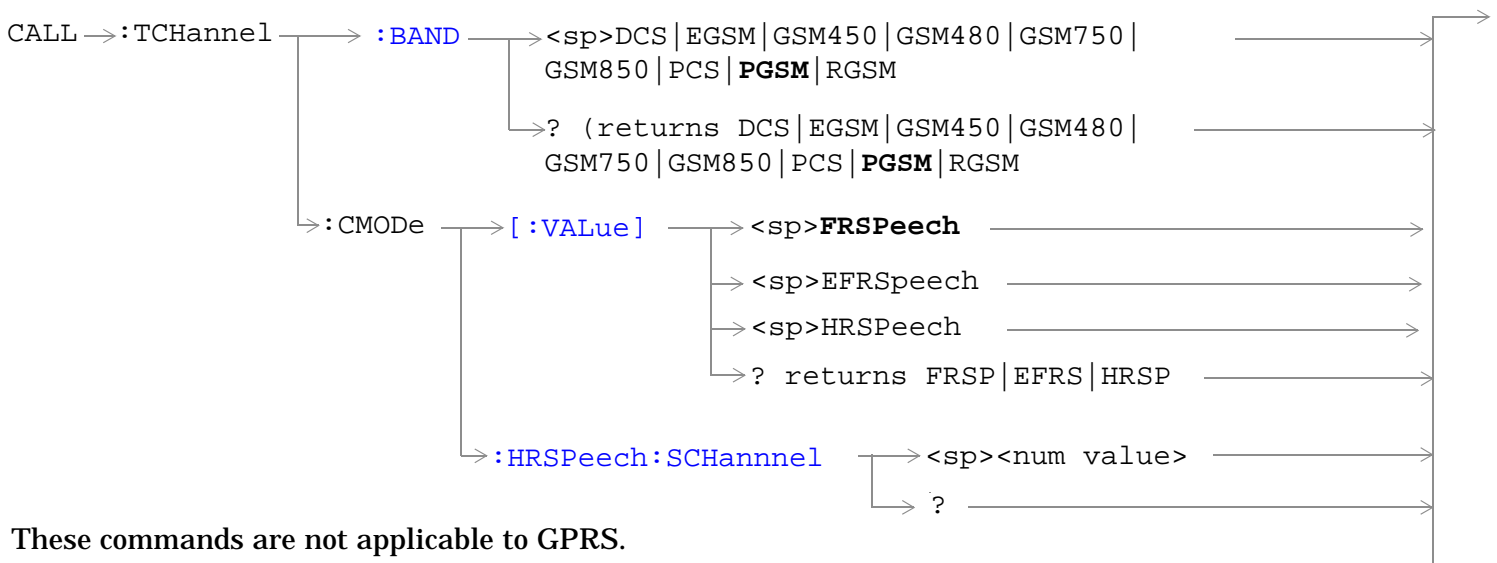 CALL :TCHannel :BAND <sp>DCS|EGSM|GSM450|GSM480|GSM750|
GSM850|PCS|PGSM|RGSM
? (returns DCS|EGSM|GSM450|GSM480|
GSM750|GSM850|PCS|PGSM|RGSM
:CMODe [:VALue] <sp>FRSPeech
<sp>EFRSpeech
<sp>HRSPeech
? returns FRSP|EFRS|HRSP
:HRSPeech:SCHannnel <sp><num value>
?
These commands are not applicable to GPRS.